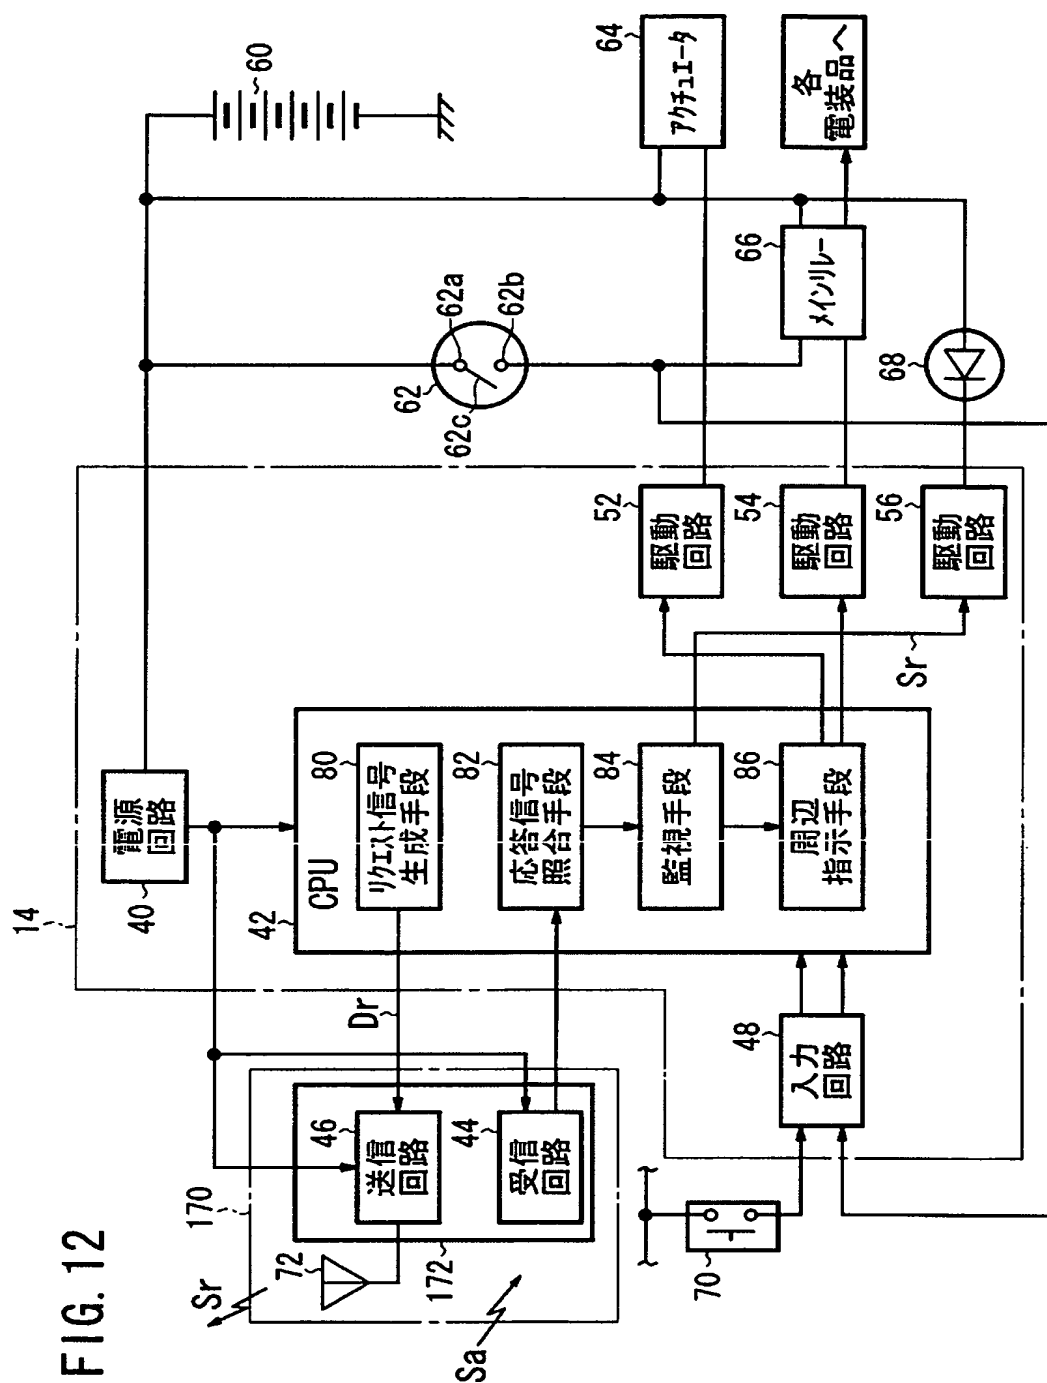 FIG. 12
14
60
電源
回路
40
62
62a
62b
62c
64
アクチュエータ
各
電装品へ
66
メインリレー
68
52
駆動
回路
54
駆動
回路
56
駆動
回路
Sr
CPU
42
80
リクエスト信号
生成手段
82
応答信号
照合手段
84
監視手段
86
周辺
指示手段
Dr
48
入力
回路
170
172
46
送信
回路
44
受信
回路
72
Sr
Sa
70